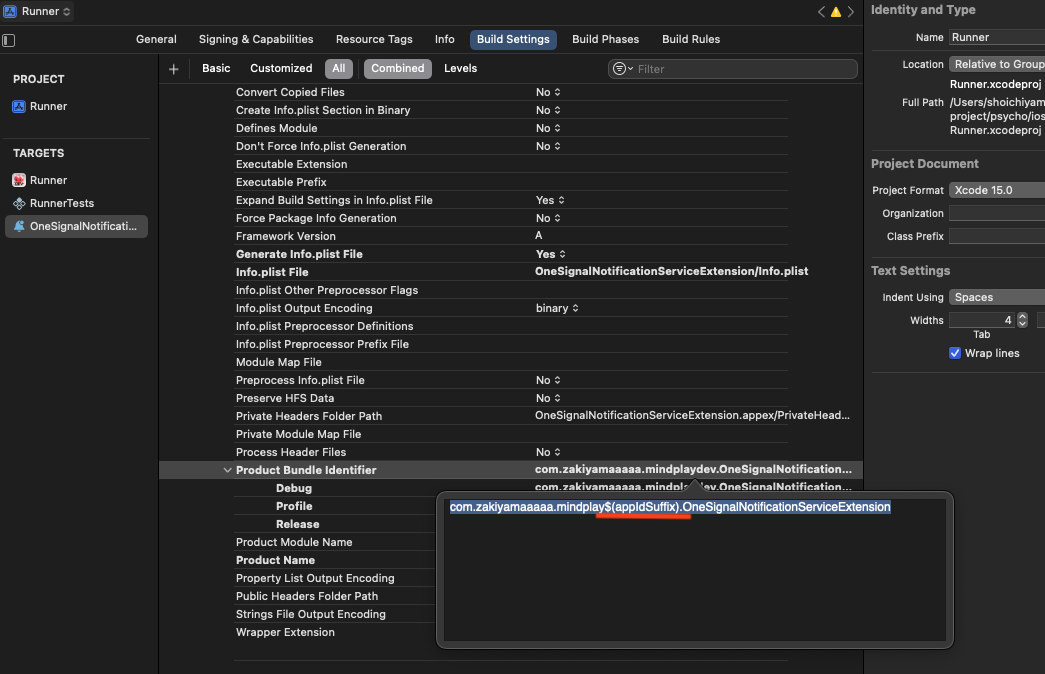 Runner
General Signing & Capabilities Resource Tags Info Build Settings Build Phases Build Rules
PROJECT
Runner
TARGETS
Runner
RunnerTests
OneSignalNotificati...
+ Basic Customized All Combined Levels Filter
Convert Copied Files No
Create Info.plist Section in Binary No
Defines Module No
Don't Force Info.plist Generation No
Executable Extension
Executable Prefix
Expand Build Settings in Info.plist File Yes
Force Package Info Generation No
Framework Version A
Generate Info.plist File Yes
Info.plist File OneSignalNotificationServiceExtension/Info.plist
Info.plist Other Preprocessor Flags
Info.plist Output Encoding binary
Info.plist Preprocessor Definitions
Info.plist Preprocessor Prefix File
Module Map File
Preprocess Info.plist File No
Preserve HFS Data No
Private Headers Folder Path OneSignalNotificationServiceExtension.appex/PrivateHead...
Private Module Map File
Process Header Files No
Product Bundle Identifier com.zakiyamaaaaa.mindplaydev.OneSignalNotification...
Debug com.zakiyamaaaaa.mindplaydev.OneSignalNotification...
Profile
Release
Product Module Name
Product Name
Property List Output Encoding
Public Headers Folder Path
Strings File Output Encoding
Wrapper Extension
com.zakiyamaaaaa.mindplay$(appIdSuffix).OneSignalNotificationServiceExtension
Identity and Type
Name Runner
Location Relative to Group
Runner.xcodeproj
Full Path /Users/shoichiyam
project/psycho/ios
Runner.xcodeproj
Project Document
Project Format Xcode 15.0
Organization
Class Prefix
Text Settings
Indent Using Spaces
Widths 4
Tab
Wrap lines